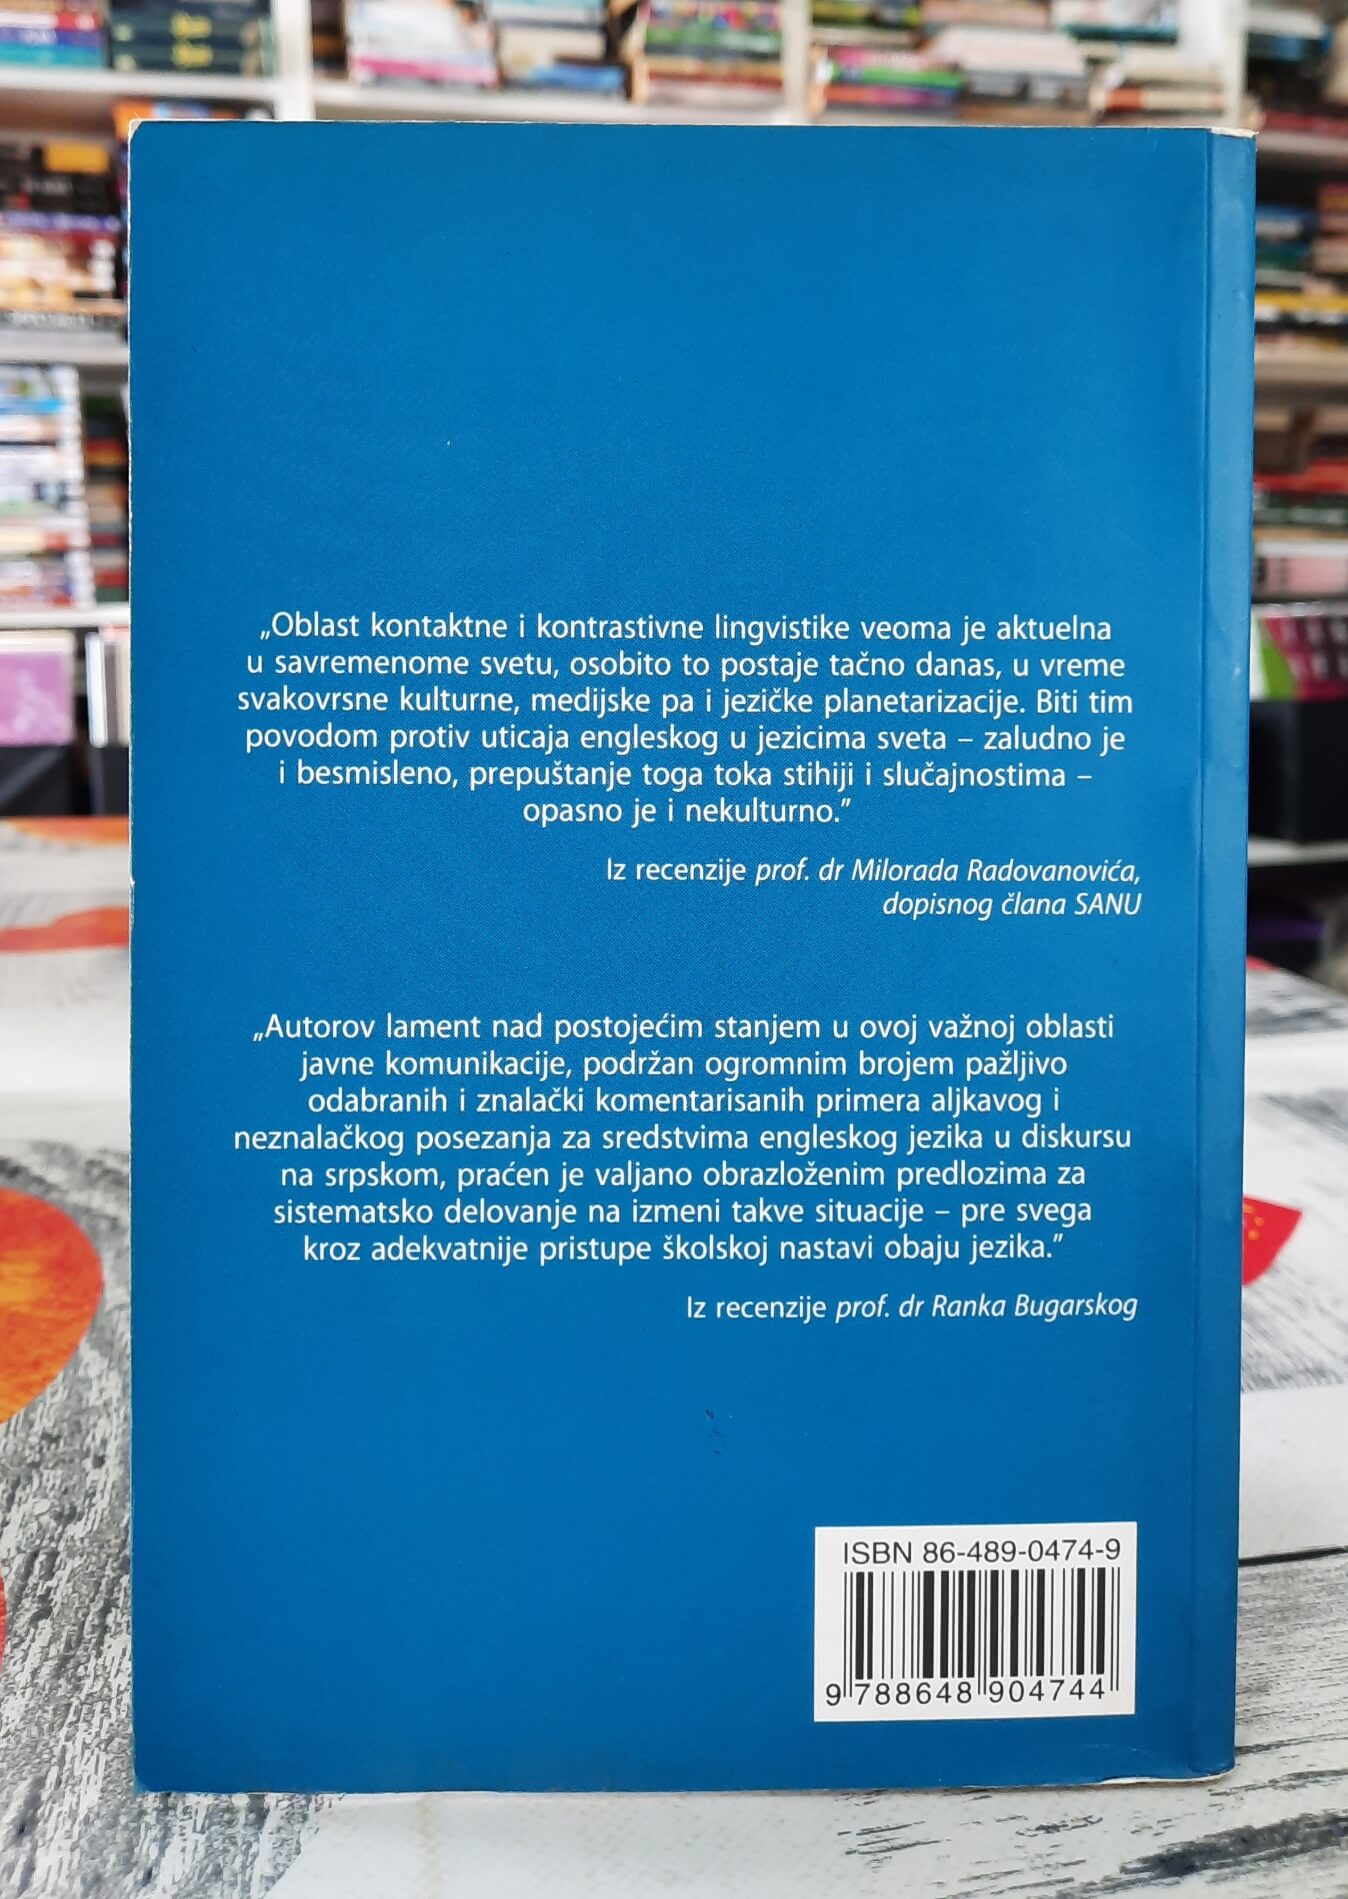 „Oblast kontaktne i kontrastivne lingvistike veoma je aktuelna
u savremenome svetu, osobito to postaje tačno danas, u vreme
svakovrsne kulturne, medijske pa i jezičke planetarizacije. Biti tim
povodom protiv uticaja engleskog u jezicima sveta – zaludno je
i besmisleno, prepuštanje toga toka stihiji i slučajnostima –
opasno je i nekulturno.”
Iz recenzije prof. dr Milorada Radovanovića,
dopisnog člana SANU
„Autorov lament nad postojećim stanjem u ovoj važnoj oblasti
javne komunikacije, podržan ogromnim brojem pažljivo
odabranih i znalački komentarisanih primera aljkavog i
neznalačkog posezanja za sredstvima engleskog jezika u diskursu
na srpskom, praćen je valjano obrazloženim predlozima za
sistematsko delovanje na izmeni takve situacije – pre svega
kroz adekvatnije pristupe školskoj nastavi obaju jezika.”
Iz recenzije prof. dr Ranka Bugarskog
ISBN 86-489-0474-9
9 788648 904744